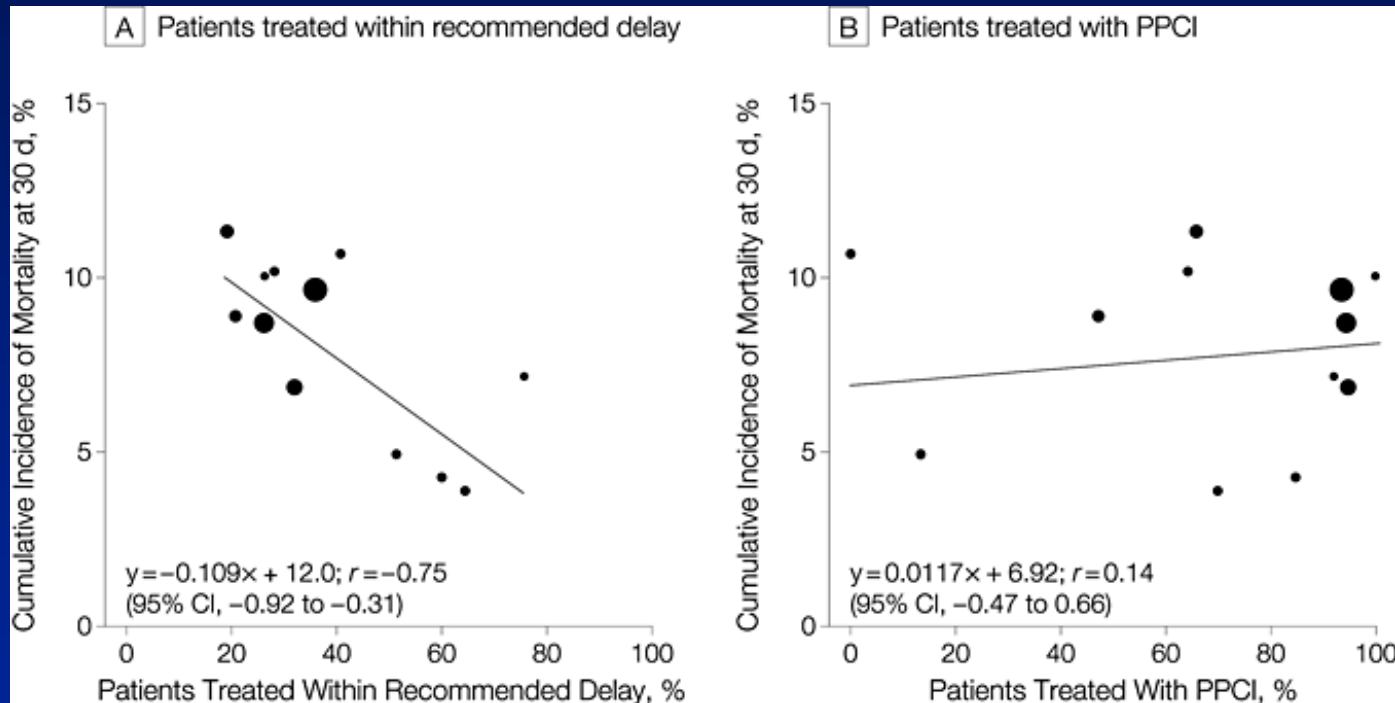 A Patients treated within recommended delay
Cumulative Incidence of Mortality at 30 d, %
15
10
5
0
y=−0.109× + 12.0; r=−0.75
(95% CI, −0.92 to −0.31)
0 20 40 60 80 100
Patients Treated Within Recommended Delay, %
B Patients treated with PPCI
Cumulative Incidence of Mortality at 30 d, %
15
10
5
0
y=0.0117× + 6.92; r=0.14
(95% CI, −0.47 to 0.66)
0 20 40 60 80 100
Patients Treated With PPCI, %